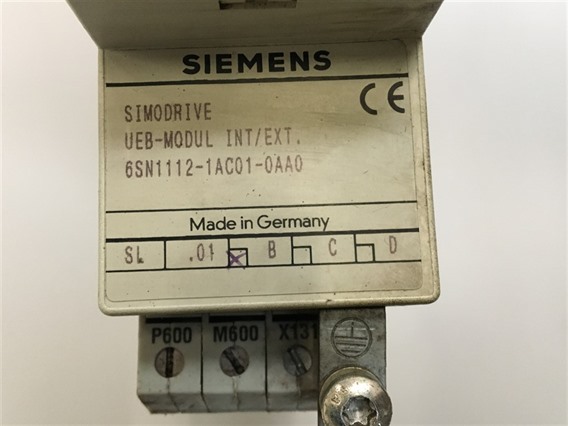 SIEMENS
CE
SIMODRIVE
UEB-MODUL INT/EXT.
6SN1112-1AC01-0AA0
Made in Germany
SL .01 B C D
P600 M600 X131